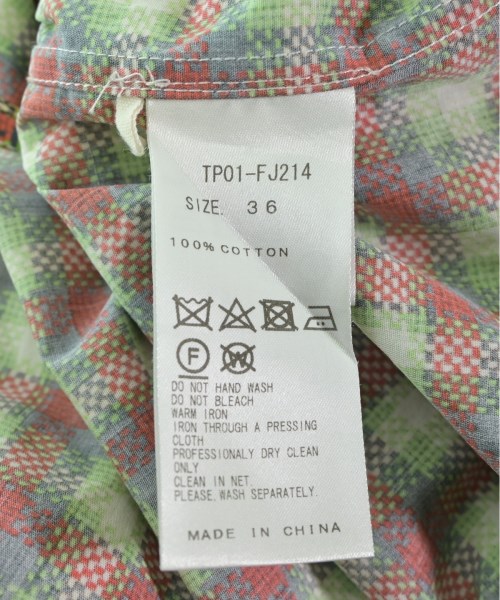 TP01-FJ214
SIZE. 36
100% COTTON
F W
DO NOT HAND WASH
DO NOT BLEACH
WARM IRON
IRON THROUGH A PRESSING
CLOTH
PROFESSIONALY DRY CLEAN
ONLY
CLEAN IN NET.
PLEASE, WASH SEPARATELY.
MADE IN CHINA